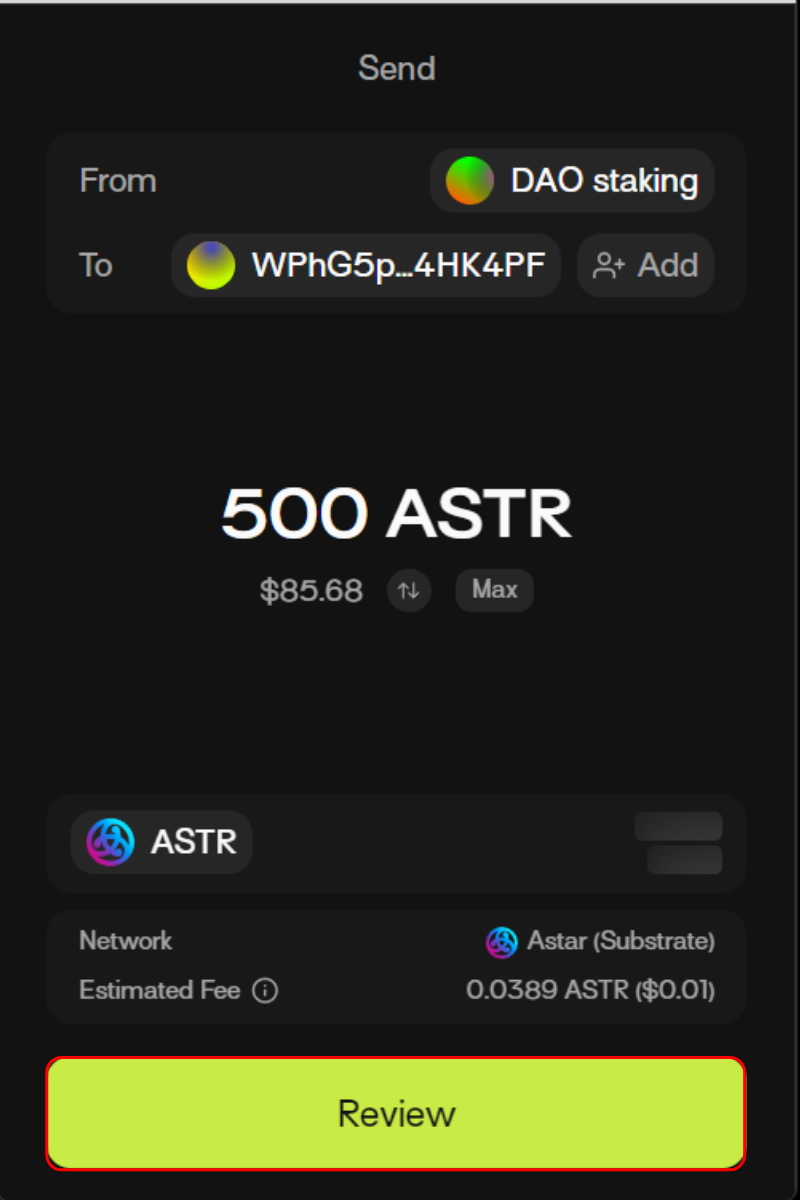 Send
From DAO staking
To WPhG5p...4HK4PF Add
500 ASTR
$85.68 Max
ASTR
Network Astar (Substrate)
Estimated Fee 0.0389 ASTR ($0.01)
Review